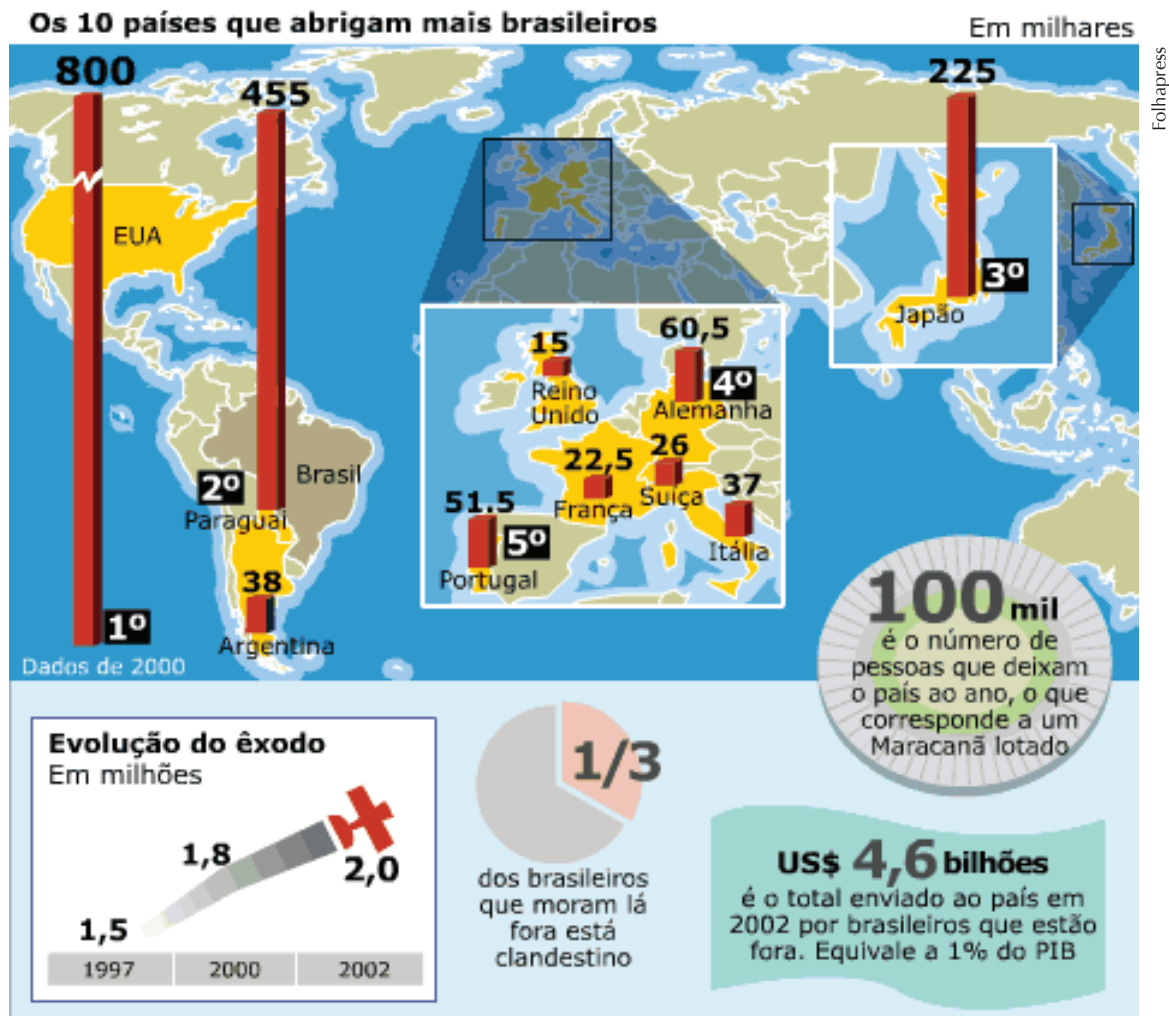 Os 10 países que abrigam mais brasileiros
Em milhares
Folhapress
800
455
225
EUA
3º
Japão
15
Reino
Unido
60,5
4º
Alemanha
22,5
França
26
Suíça
37
Itália
51.5
5º
Portugal
Brasil
2º
Paraguai
38
Argentina
1º
Dados de 2000
100 mil
é o número de
pessoas que deixam
o país ao ano, o que
corresponde a um
Maracanã lotado
Evolução do êxodo
Em milhões
1,5
1,8
2,0
1997 2000 2002
1/3
dos brasileiros
que moram lá
fora está
clandestino
US$ 4,6 bilhões
é o total enviado ao país em
2002 por brasileiros que estão
fora. Equivale a 1% do PIB